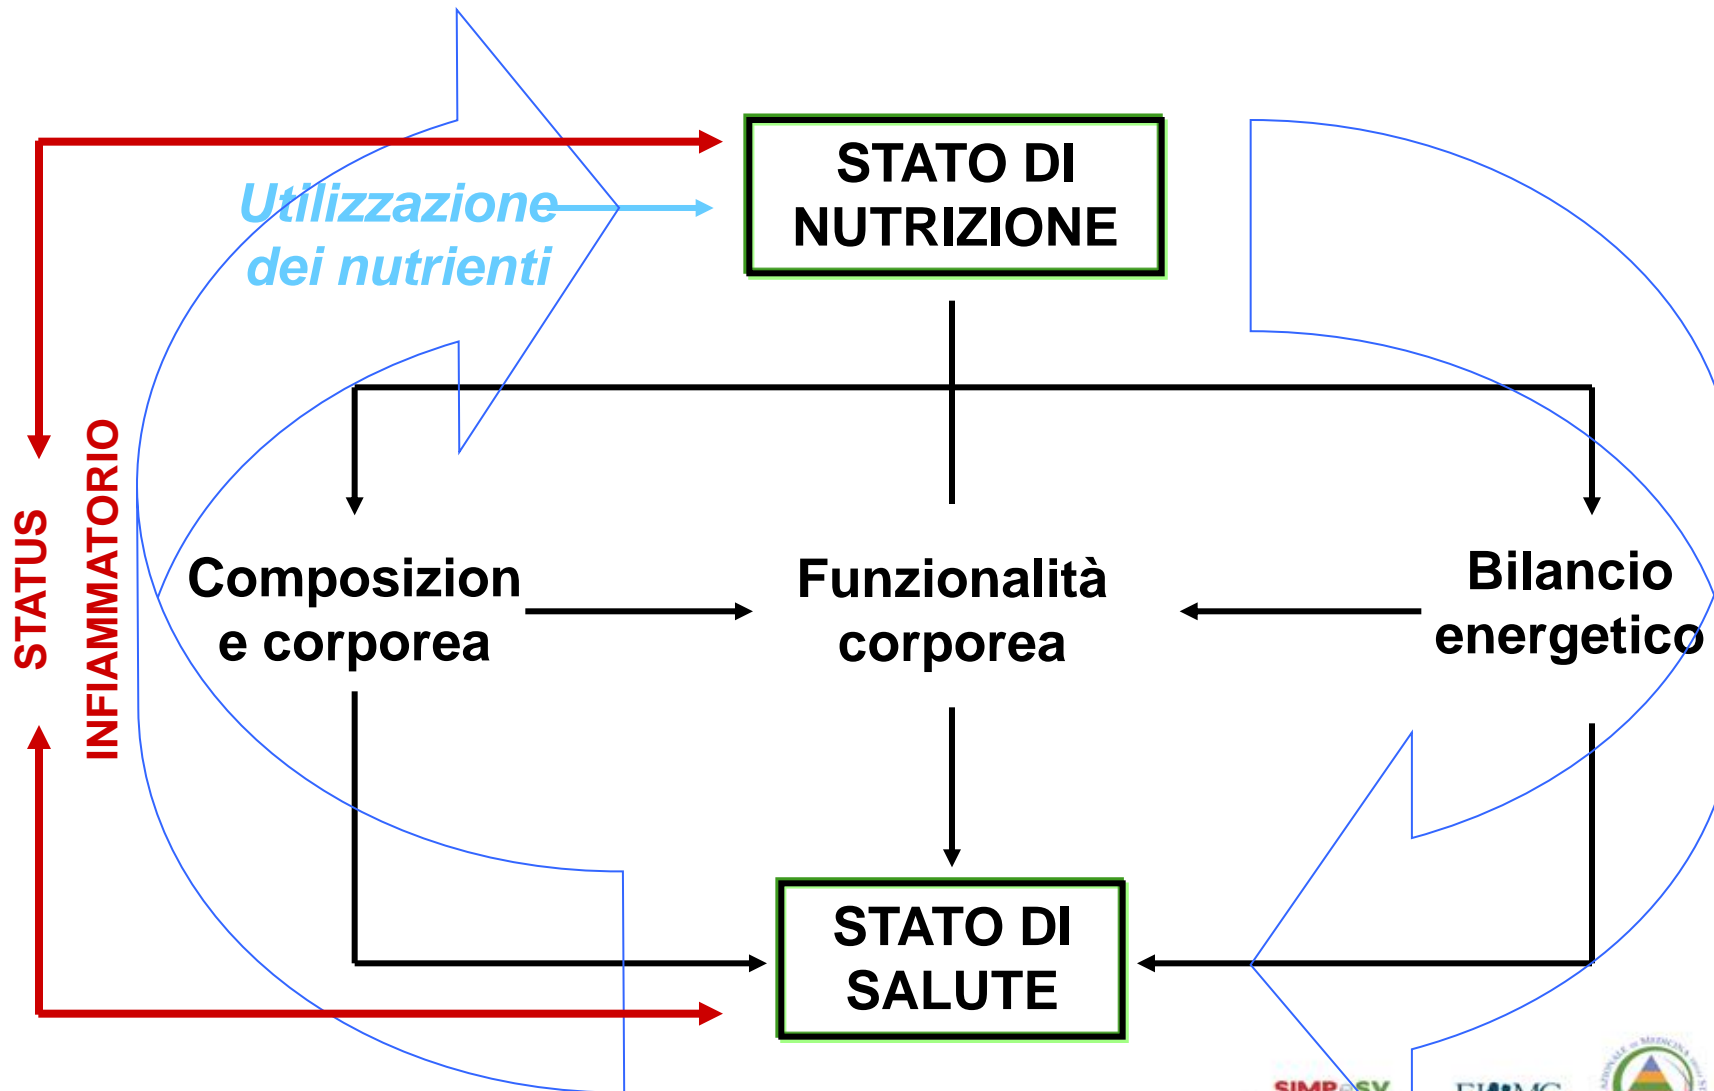 STATO DI
NUTRIZIONE
Utilizzazione
dei nutrienti
STATUS
INFIAMMATORIO
Composizion
e corporea
Funzionalità
corporea
Bilancio
energetico
STATO DI
SALUTE